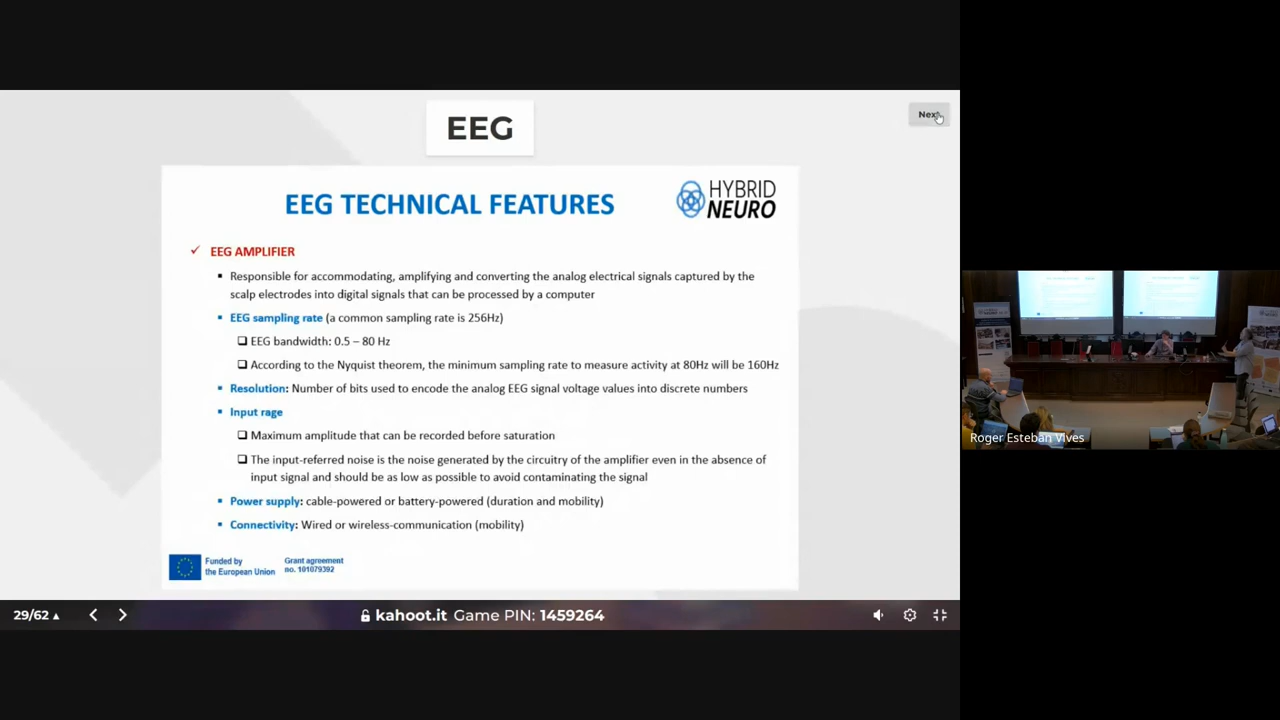 EEG
Next
EEG TECHNICAL FEATURES
HYBRID
NEURO
✓ EEG AMPLIFIER
▪ Responsible for accommodating, amplifying and converting the analog electrical signals captured by the
scalp electrodes into digital signals that can be processed by a computer
▪ EEG sampling rate (a common sampling rate is 256Hz)
❑ EEG bandwidth: 0.5 – 80 Hz
❑ According to the Nyquist theorem, the minimum sampling rate to measure activity at 80Hz will be 160Hz
▪ Resolution: Number of bits used to encode the analog EEG signal voltage values into discrete numbers
▪ Input rage
❑ Maximum amplitude that can be recorded before saturation
❑ The input-referred noise is the noise generated by the circuitry of the amplifier even in the absence of
input signal and should be as low as possible to avoid contaminating the signal
▪ Power supply: cable-powered or battery-powered (duration and mobility)
▪ Connectivity: Wired or wireless-communication (mobility)
Funded by
the European Union
Grant agreement
no. 101079392
29/62
kahoot.it Game PIN: 1459264
Roger Esteban Vives